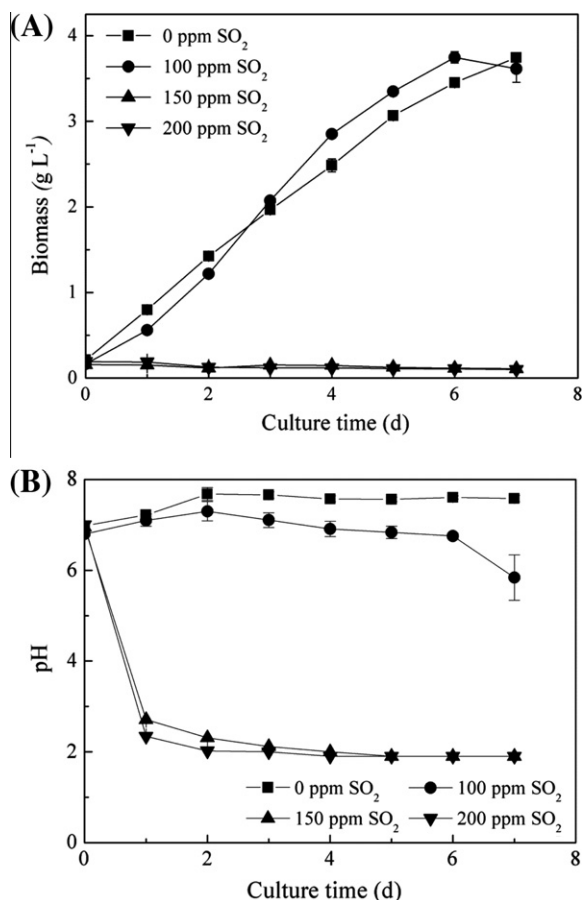 (A)
0 ppm SO₂
100 ppm SO₂
150 ppm SO₂
200 ppm SO₂
Biomass (g L⁻¹)
4
3
2
1
0
0 2 4 6 8
Culture time (d)
(B)
8
6
4
2
0
pH
0 ppm SO₂ 100 ppm SO₂
150 ppm SO₂ 200 ppm SO₂
0 2 4 6 8
Culture time (d)